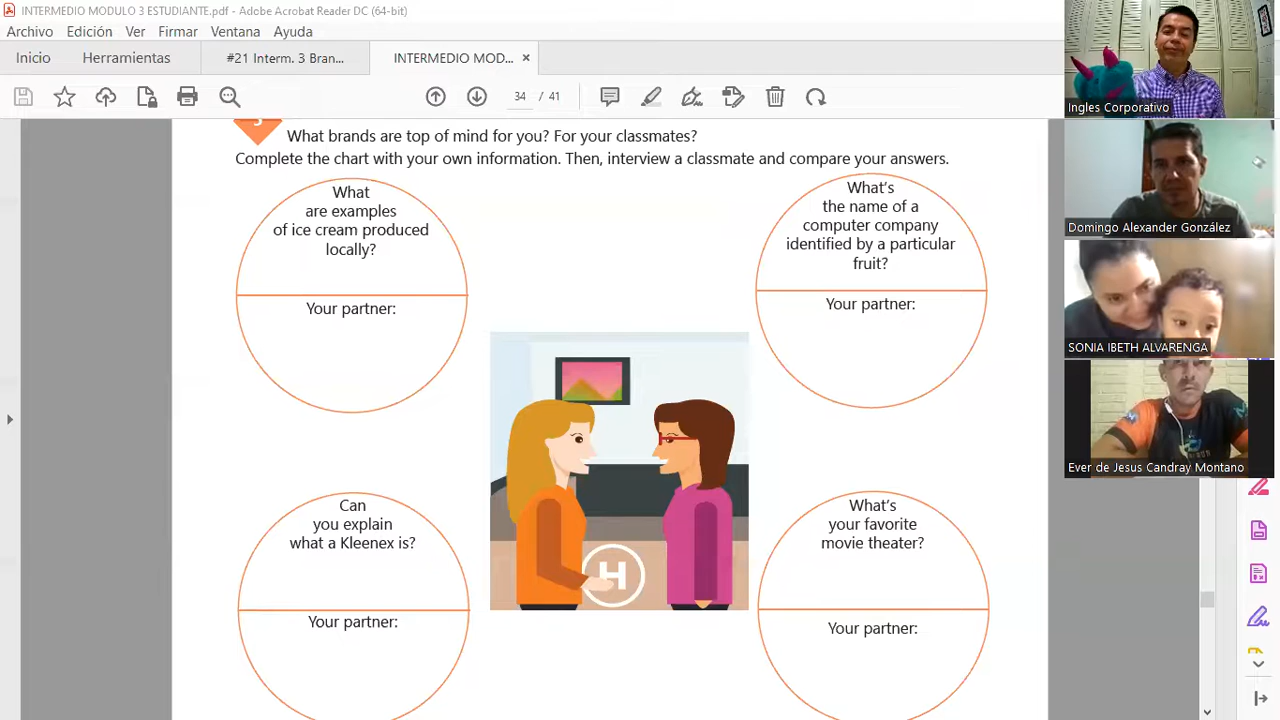 INTERMEDIO MODULO 3 ESTUDIANTE.pdf - Adobe Acrobat Reader DC (64-bit)
Archivo Edición Ver Firmar Ventana Ayuda
Inicio Herramientas #21 Interm. 3 Bran... INTERMEDIO MOD... ×
34 / 41
What brands are top of mind for you? For your classmates?
Complete the chart with your own information. Then, interview a classmate and compare your answers.
What
are examples
of ice cream produced
locally?
Your partner:
What's
the name of a
computer company
identified by a particular
fruit?
Your partner:
Can
you explain
what a Kleenex is?
Your partner:
What's
your favorite
movie theater?
Your partner:
H
Ingles Corporativo
Domingo Alexander González
SONIA IBETH ALVARENGA
Ever de Jesus Candray Montano